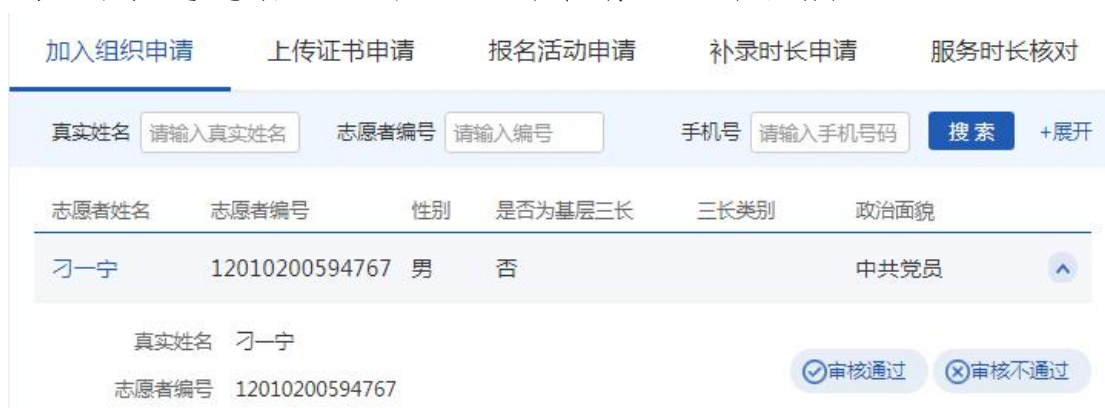 加入组织申请 上传证书申请 报名活动申请 补录时长申请 服务时长核对
真实姓名 请输入真实姓名 志愿者编号 请输入编号 手机号 请输入手机号码 搜索 +展开
志愿者姓名 志愿者编号 性别 是否为基层三长 三长类别 政治面貌
刁一宁 12010200594767 男 否 中共党员
真实姓名 刁一宁
审核通过 审核不通过
志愿者编号 12010200594767